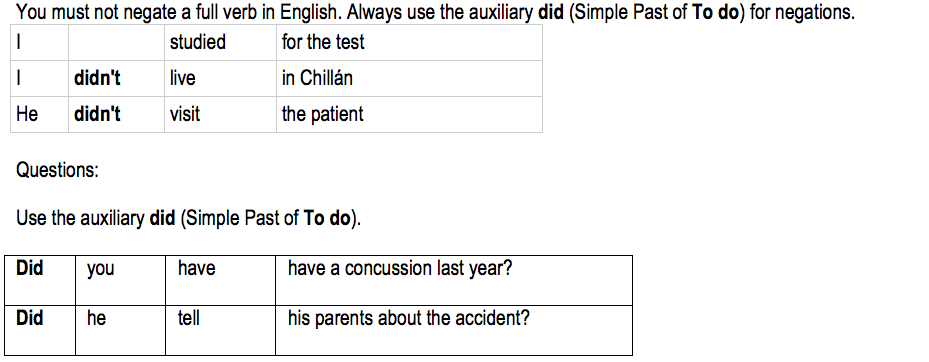 You must not negate a full verb in English. Always use the auxiliary did (Simple Past of To do) for negations.
I studied for the test
I didn't live in Chillán
He didn't visit the patient
Questions:
Use the auxiliary did (Simple Past of To do).
Did you have have a concussion last year?
Did he tell his parents about the accident?